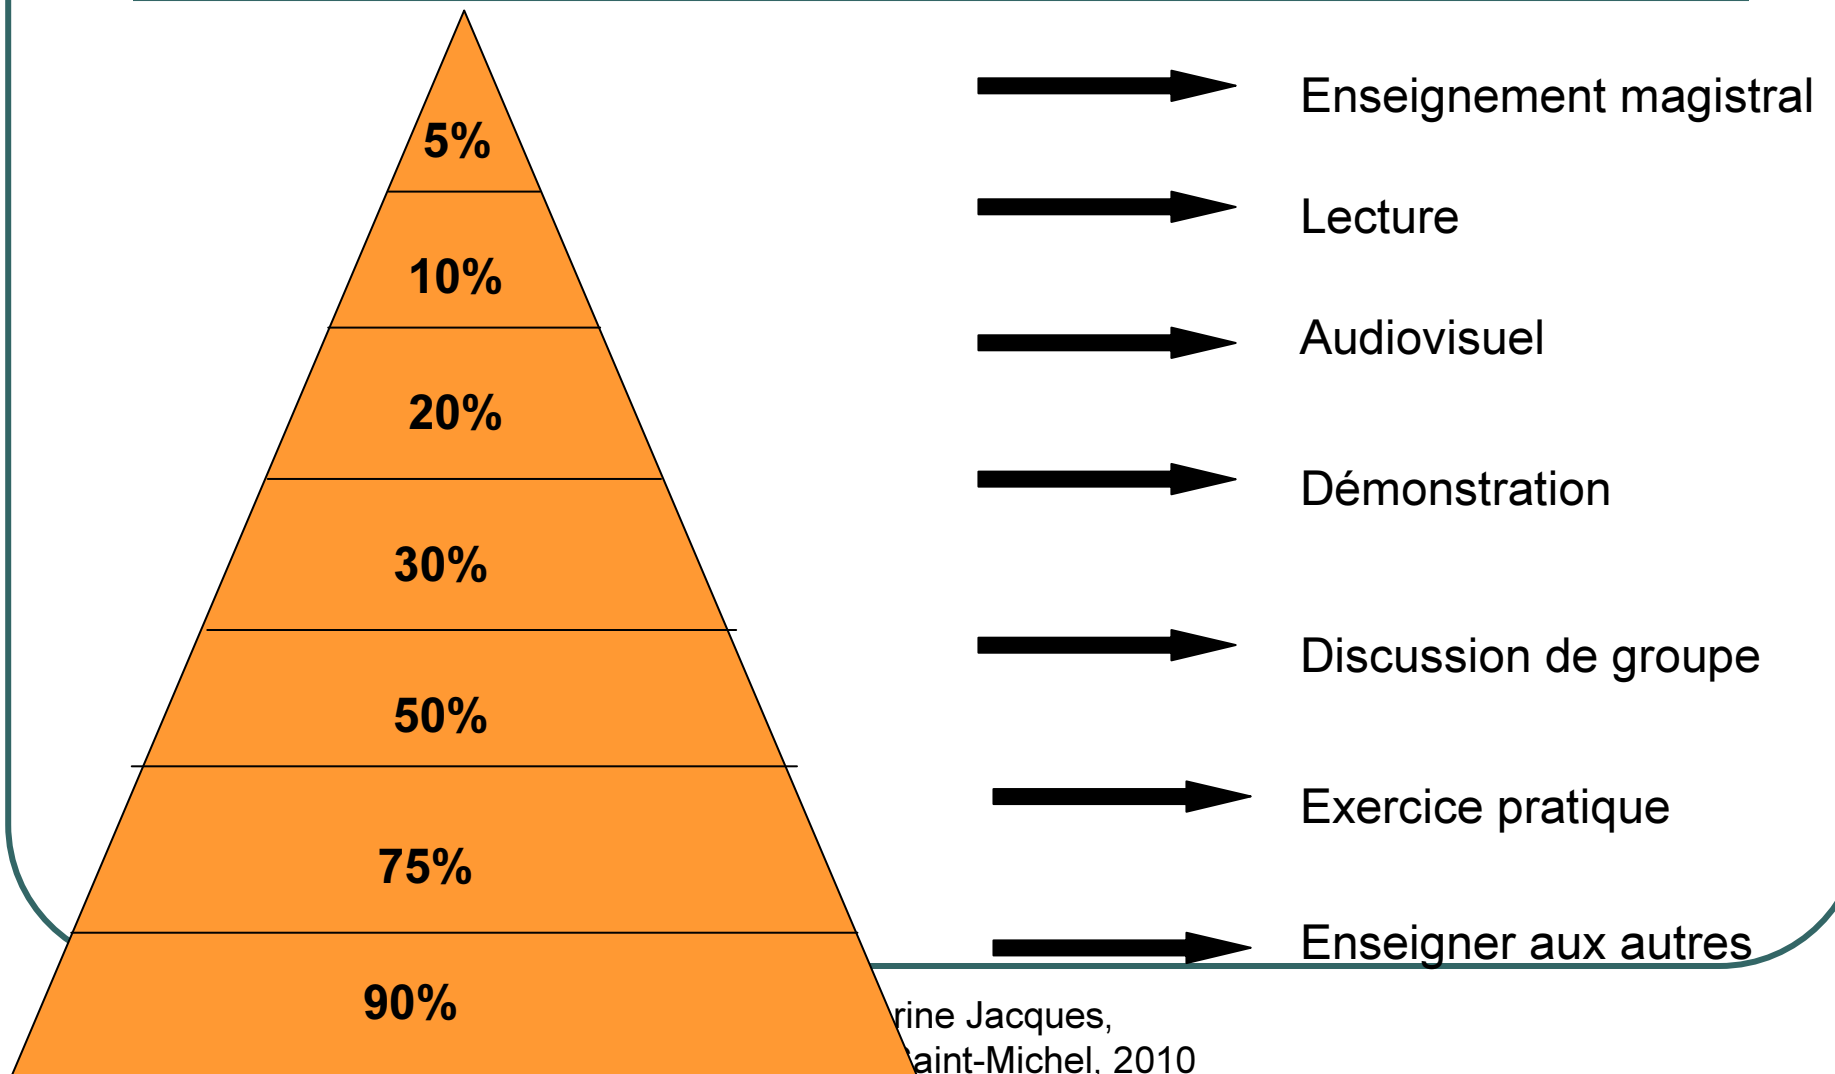 5% Enseignement magistral
10% Lecture
20% Audiovisuel
30% Démonstration
50% Discussion de groupe
75% Exercice pratique
90% Enseigner aux autres
Jacques,
2010